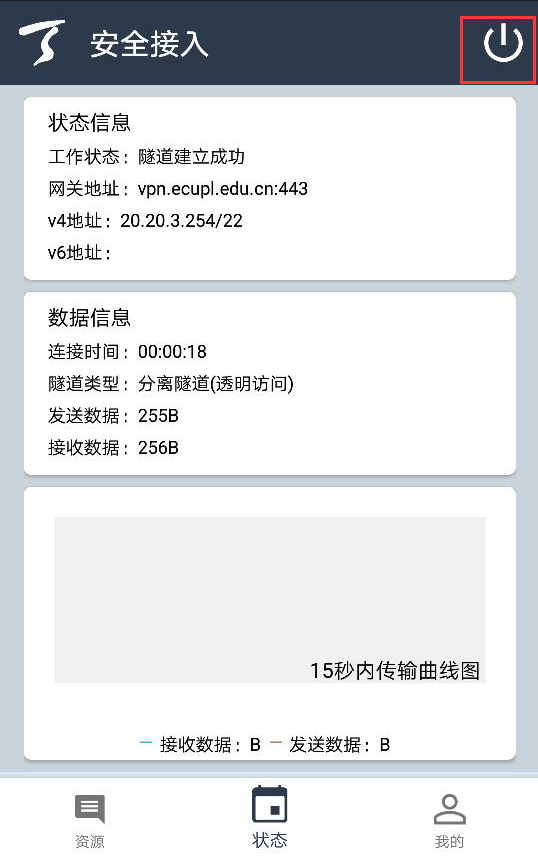 安全接入
状态信息
工作状态：隧道建立成功
网关地址：vpn.ecupl.edu.cn:443
v4地址：20.20.3.254/22
v6地址：
数据信息
连接时间：00:00:18
隧道类型：分离隧道(透明访问)
发送数据：255B
接收数据：256B
15秒内传输曲线图
接收数据：B 发送数据：B
资源 状态 我的